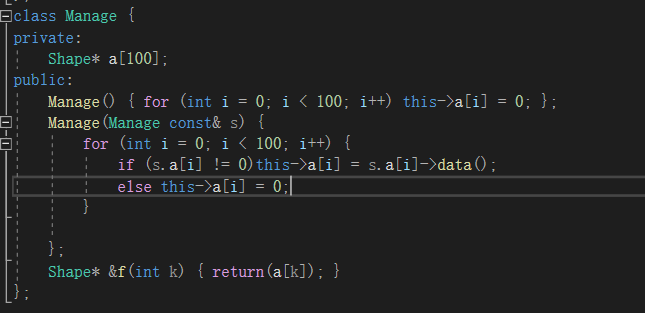 class Manage {
private:
    Shape* a[100];
public:
    Manage() { for (int i = 0; i < 100; i++) this->a[i] = 0; };
    Manage(Manage const& s) {
        for (int i = 0; i < 100; i++) {
            if (s.a[i] != 0)this->a[i] = s.a[i]->data();
            else this->a[i] = 0;
        }
    };
    Shape* &f(int k) { return(a[k]); }
};